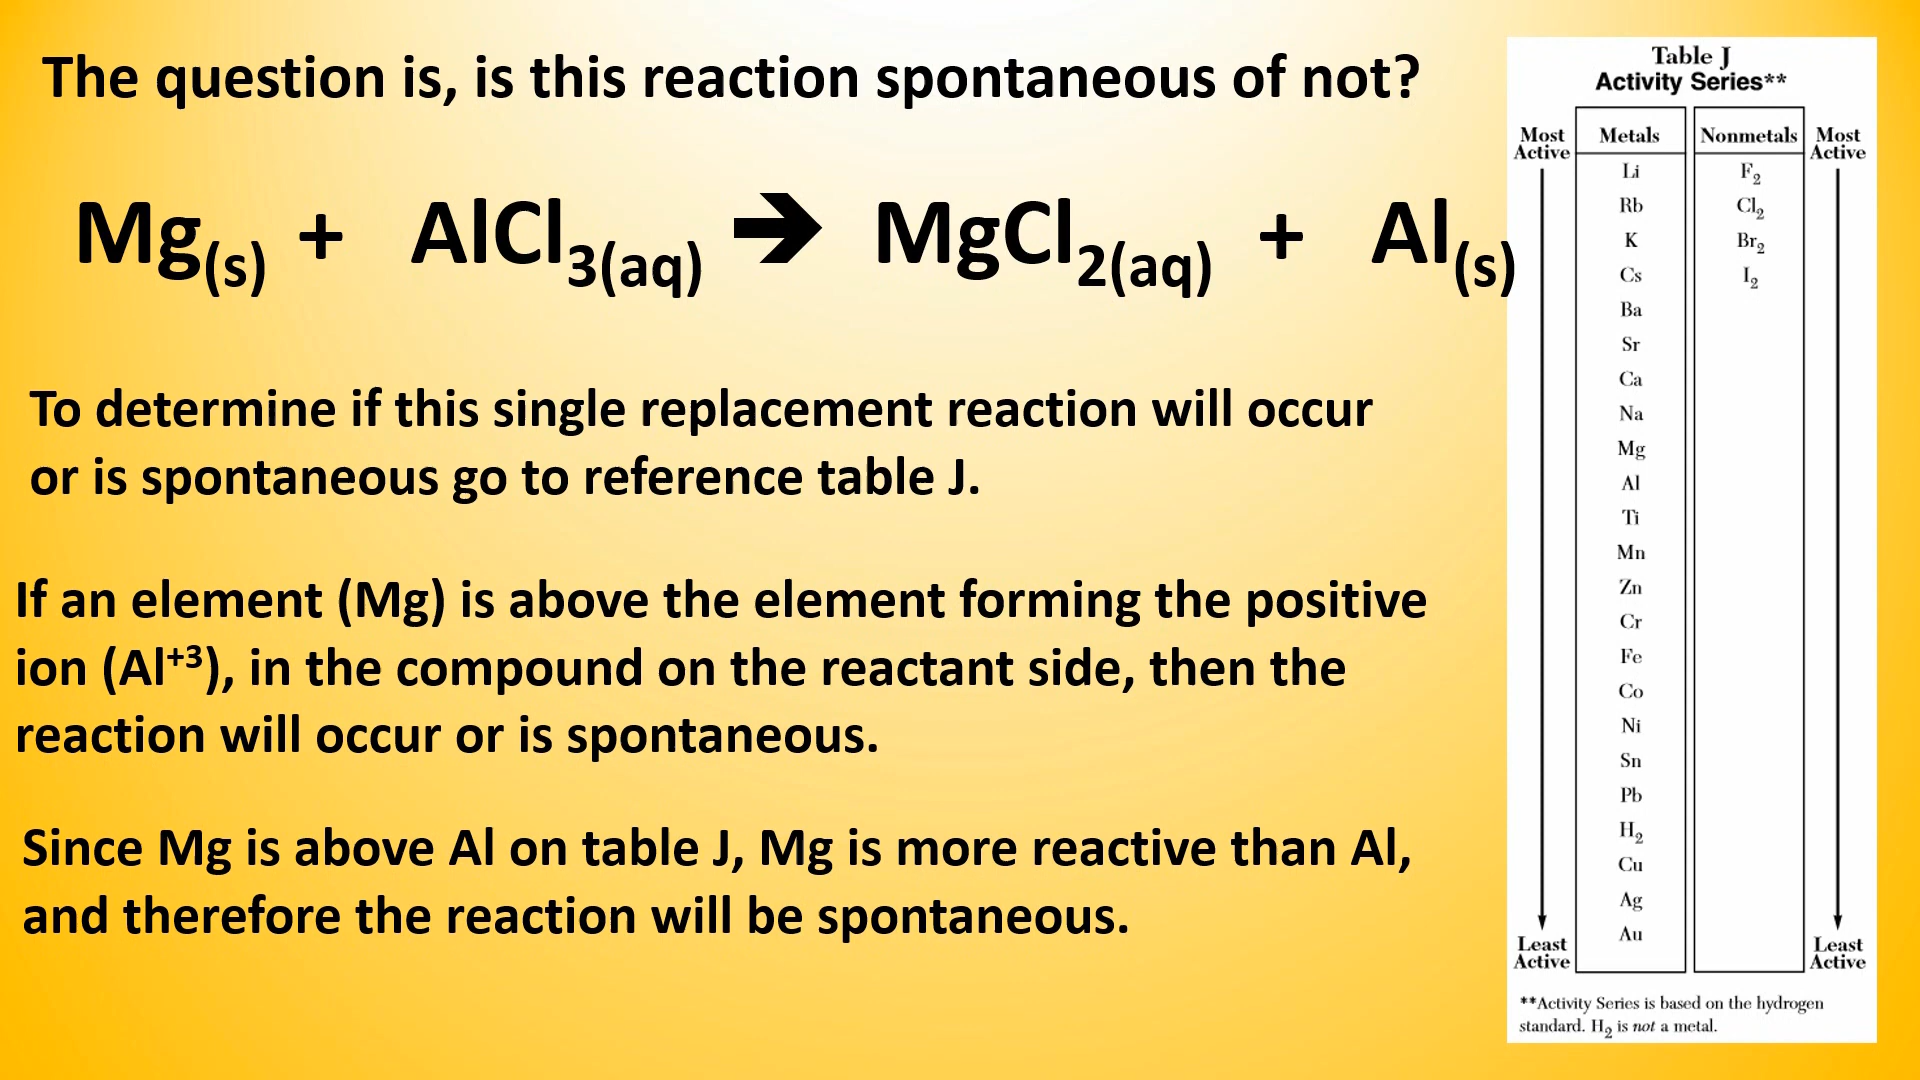 The question is, is this reaction spontaneous of not?
Mg(s) + AlCl3(aq) ➔ MgCl2(aq) + Al(s)
To determine if this single replacement reaction will occur
or is spontaneous go to reference table J.
If an element (Mg) is above the element forming the positive
ion (Al+3), in the compound on the reactant side, then the
reaction will occur or is spontaneous.
Since Mg is above Al on table J, Mg is more reactive than Al,
and therefore the reaction will be spontaneous.
Table J
Activity Series**
Most Active
Metals
Nonmetals
Most Active
Li
F2
Rb
Cl2
K
Br2
Cs
I2
Ba
Sr
Ca
Na
Mg
Al
Ti
Mn
Zn
Cr
Fe
Co
Ni
Sn
Pb
H2
Cu
Ag
Au
Least Active
Least Active
**Activity Series is based on the hydrogen
standard. H2 is not a metal.